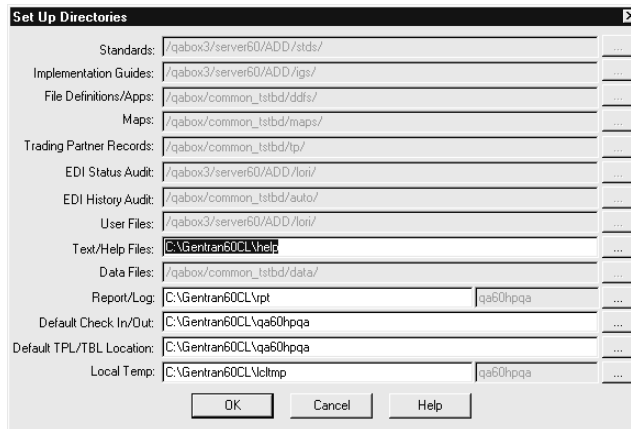 Set Up Directories
Standards: /qabox3/server60/ADD/stds/ ...
Implementation Guides: /qabox3/server60/ADD/igs/ ...
File Definitions/Apps: /qabox/common_tstbd/ddfs/ ...
Maps: /qabox/common_tstbd/maps/ ...
Trading Partner Records: /qabox/common_tstbd/tp/ ...
EDI Status Audit: /qabox3/server60/ADD/lori/ ...
EDI History Audit: /qabox/common_tstbd/auto/ ...
User Files: /qabox3/server60/ADD/lori/ ...
Text/Help Files: C:\Gentran60CL\help ...
Data Files: /qabox/common_tstbd/data/ ...
Report/Log: C:\Gentran60CL\rpt qa60hpqa ...
Default Check In/Out: C:\Gentran60CL\qa60hpqa ...
Default TPL/TBL Location: C:\Gentran60CL\qa60hpqa ...
Local Temp: C:\Gentran60CL\lcltmp qa60hpqa ...
OK Cancel Help